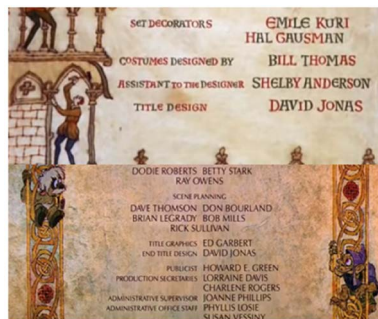 SET DECORATORS EMILE KURI
HAL GAUSMAN
COSTUMES DESIGNED BY BILL THOMAS
ASSISTANT TO THE DESIGNER SHELBY ANDERSON
TITLE DESIGN DAVID JONAS
DODIE ROBERTS BETTY STARK
RAY OWENS
SCENE PLANNING
DAVE THOMSON DON BOURLAND
BRIAN LEGRADY BOB MILLS
RICK SULLIVAN
TITLE GRAPHICS ED GARBERT
END TITLE DESIGN DAVID JONAS
PUBLICIST HOWARD E. GREEN
PRODUCTION SECRETARIES LORRAINE DAVIS
CHARLENE ROGERS
ADMINISTRATIVE SUPERVISOR JOANNE PHILLIPS
ADMINISTRATIVE OFFICE STAFF PHYLLIS LOSIE
SUSAN VESSINY